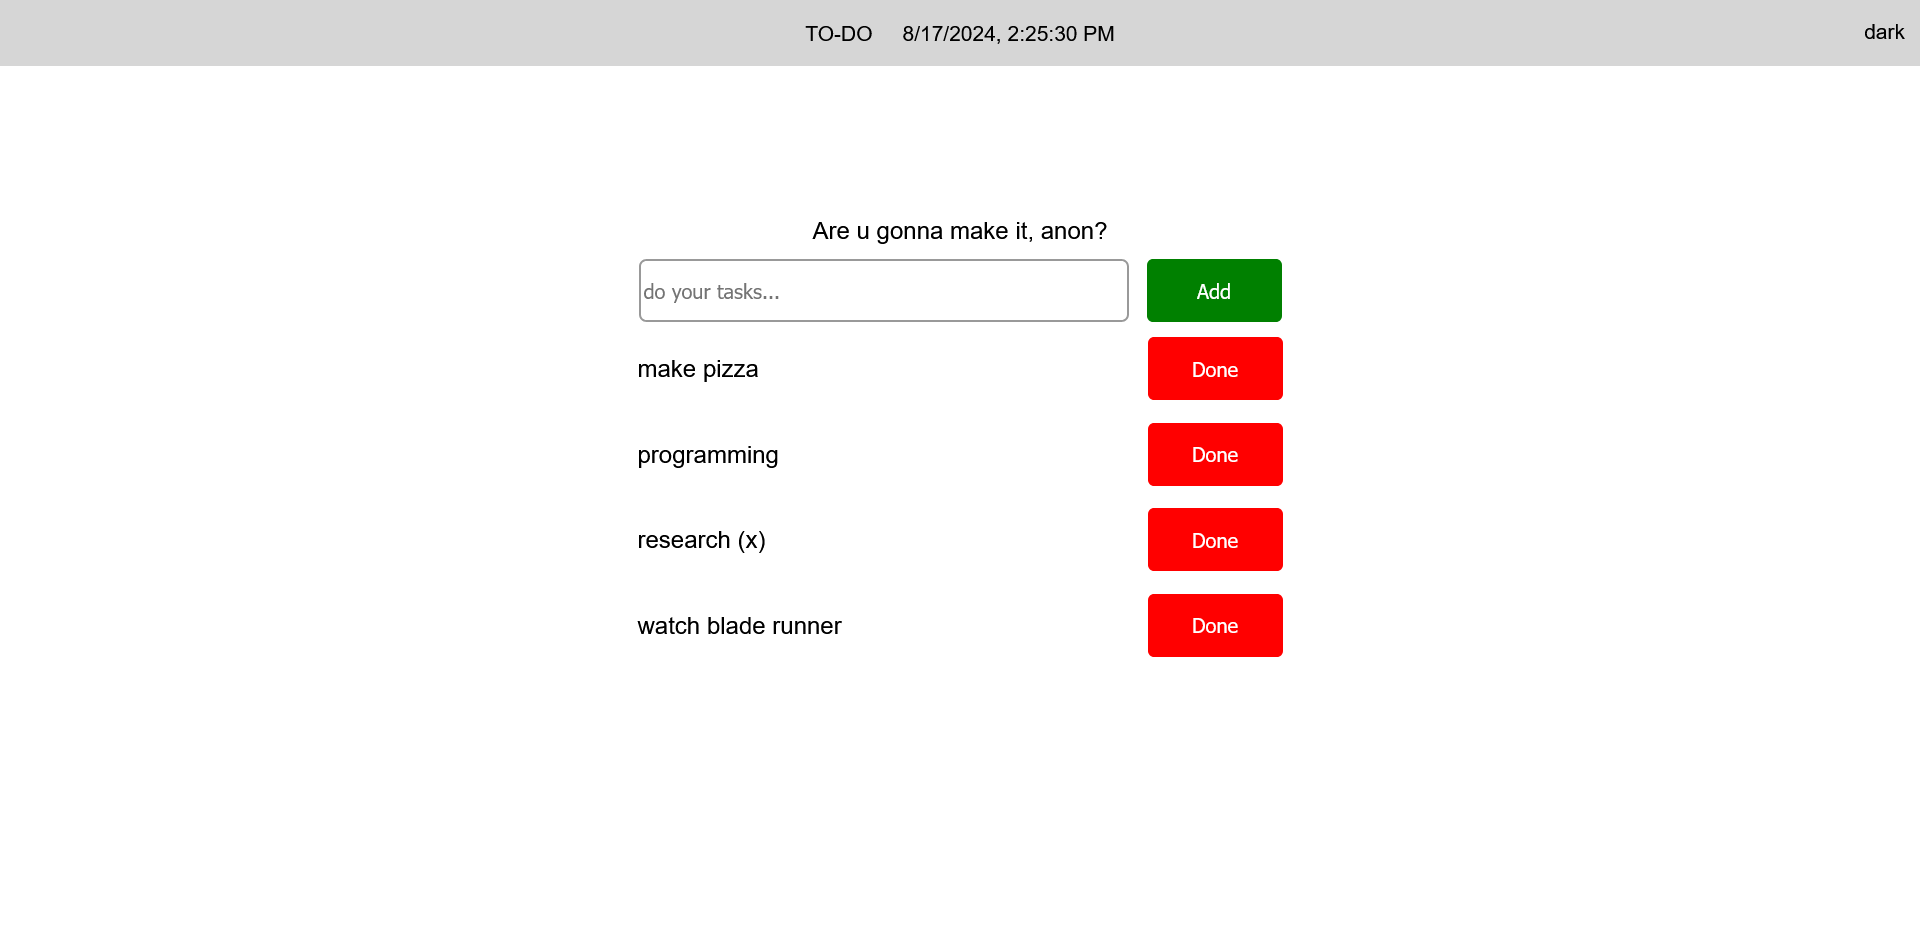 TO-DO 8/17/2024, 2:25:30 PM dark
Are u gonna make it, anon?
do your tasks... Add
make pizza Done
programming Done
research (x) Done
watch blade runner Done